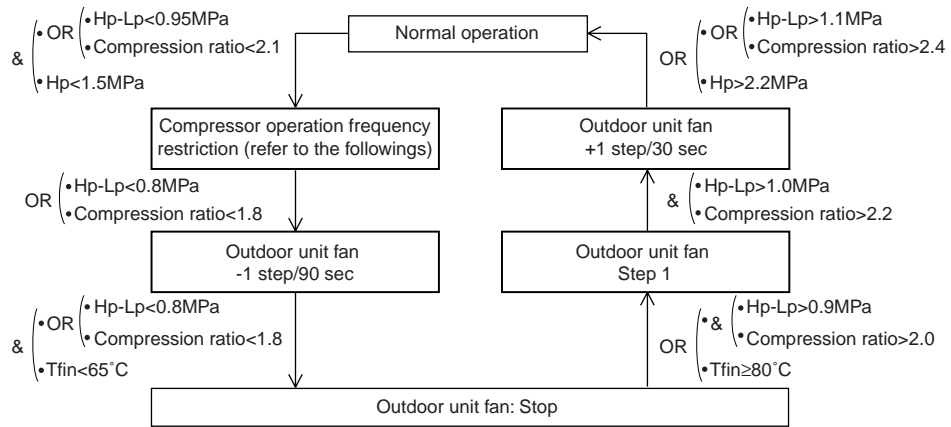 Normal operation
&
• OR
• Hp-Lp<0.95MPa
• Compression ratio<2.1
• Hp<1.5MPa
Compressor operation frequency
restriction (refer to the followings)
OR
• Hp-Lp<0.8MPa
• Compression ratio<1.8
Outdoor unit fan
-1 step/90 sec
&
• OR
• Hp-Lp<0.8MPa
• Compression ratio<1.8
• Tfin<65˚C
Outdoor unit fan: Stop
OR
• &
• Hp-Lp>0.9MPa
• Compression ratio>2.0
• Tfin≥80˚C
Outdoor unit fan
Step 1
&
• Hp-Lp>1.0MPa
• Compression ratio>2.2
Outdoor unit fan
+1 step/30 sec
OR
• OR
• Hp-Lp>1.1MPa
• Compression ratio>2.4
• Hp>2.2MPa